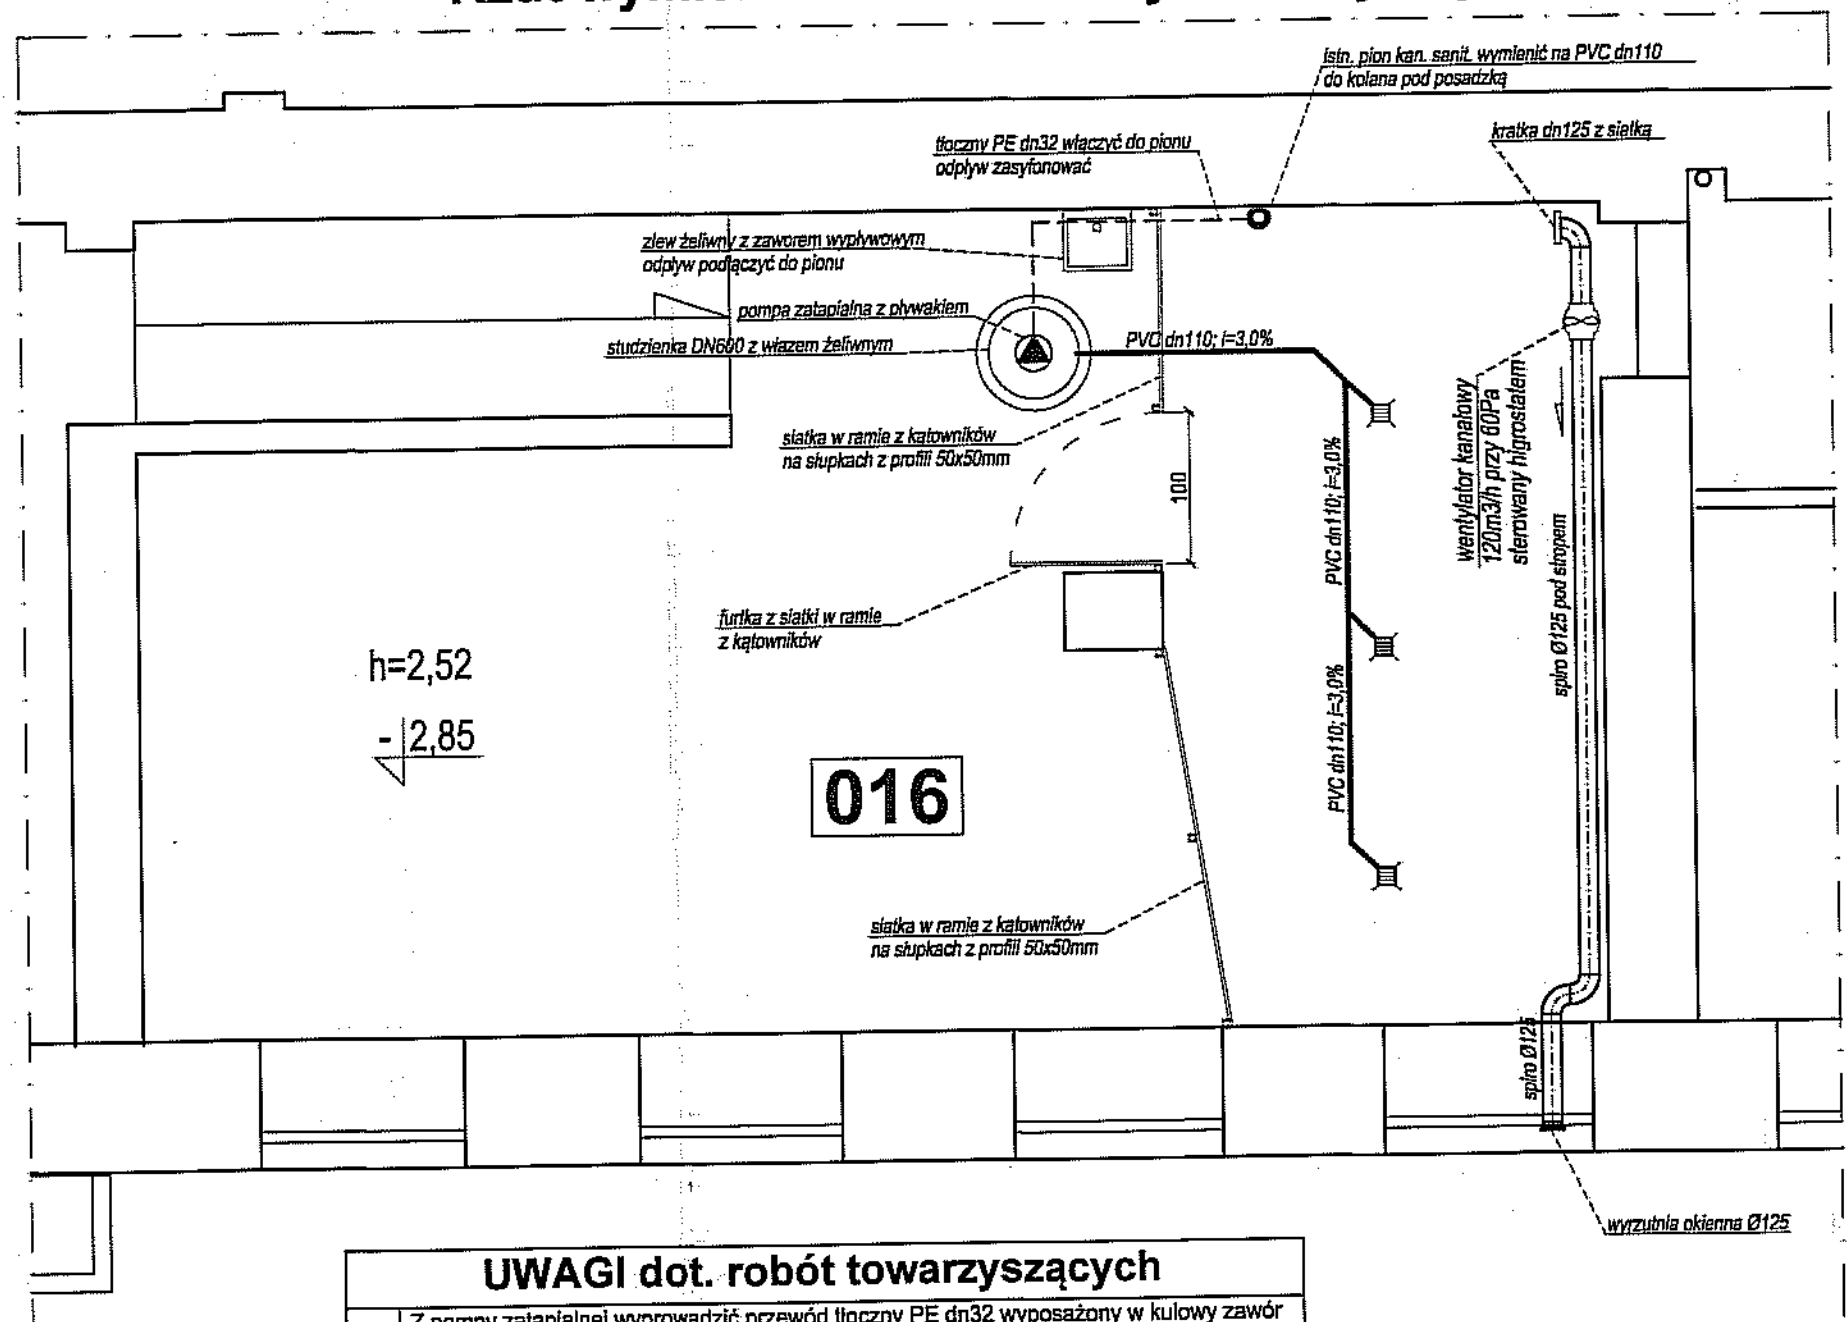 istn. pion kan. sanit. wymienić na PVC dn110
do kolana pod posadzką
kratka dn125 z siatką
tłoczny PE dn32 włączyć do pionu
odpływ zasyfonować
zlew żeliwny z zaworem wypływowym
odpływ podłączyć do pionu
pompa zatapialna z pływakiem
studzienka DN600 z włazem żeliwnym
PVC dn110; i=3,0%
siatka w ramie z kątowników
na słupkach z profili 50x50mm
100
PVC dn110; i=3,0%
wentylator kanałowy
120m3/h przy 60Pa
sterowany higrostatem
spiro Ø125 pod stropem
furtka z siatki w ramie
z kątowników
h=2,52
- 2,85
PVC dn110; i=3,0%
016
siatka w ramie z kątowników
na słupkach z profili 50x50mm
spiro Ø125
wyrzutnia okienna Ø125
UWAGI dot. robót towarzyszących
Z pompy zatapialnej wyprowadzić przewód tłoczny PE dn32 wyposażony w kulowy zawór